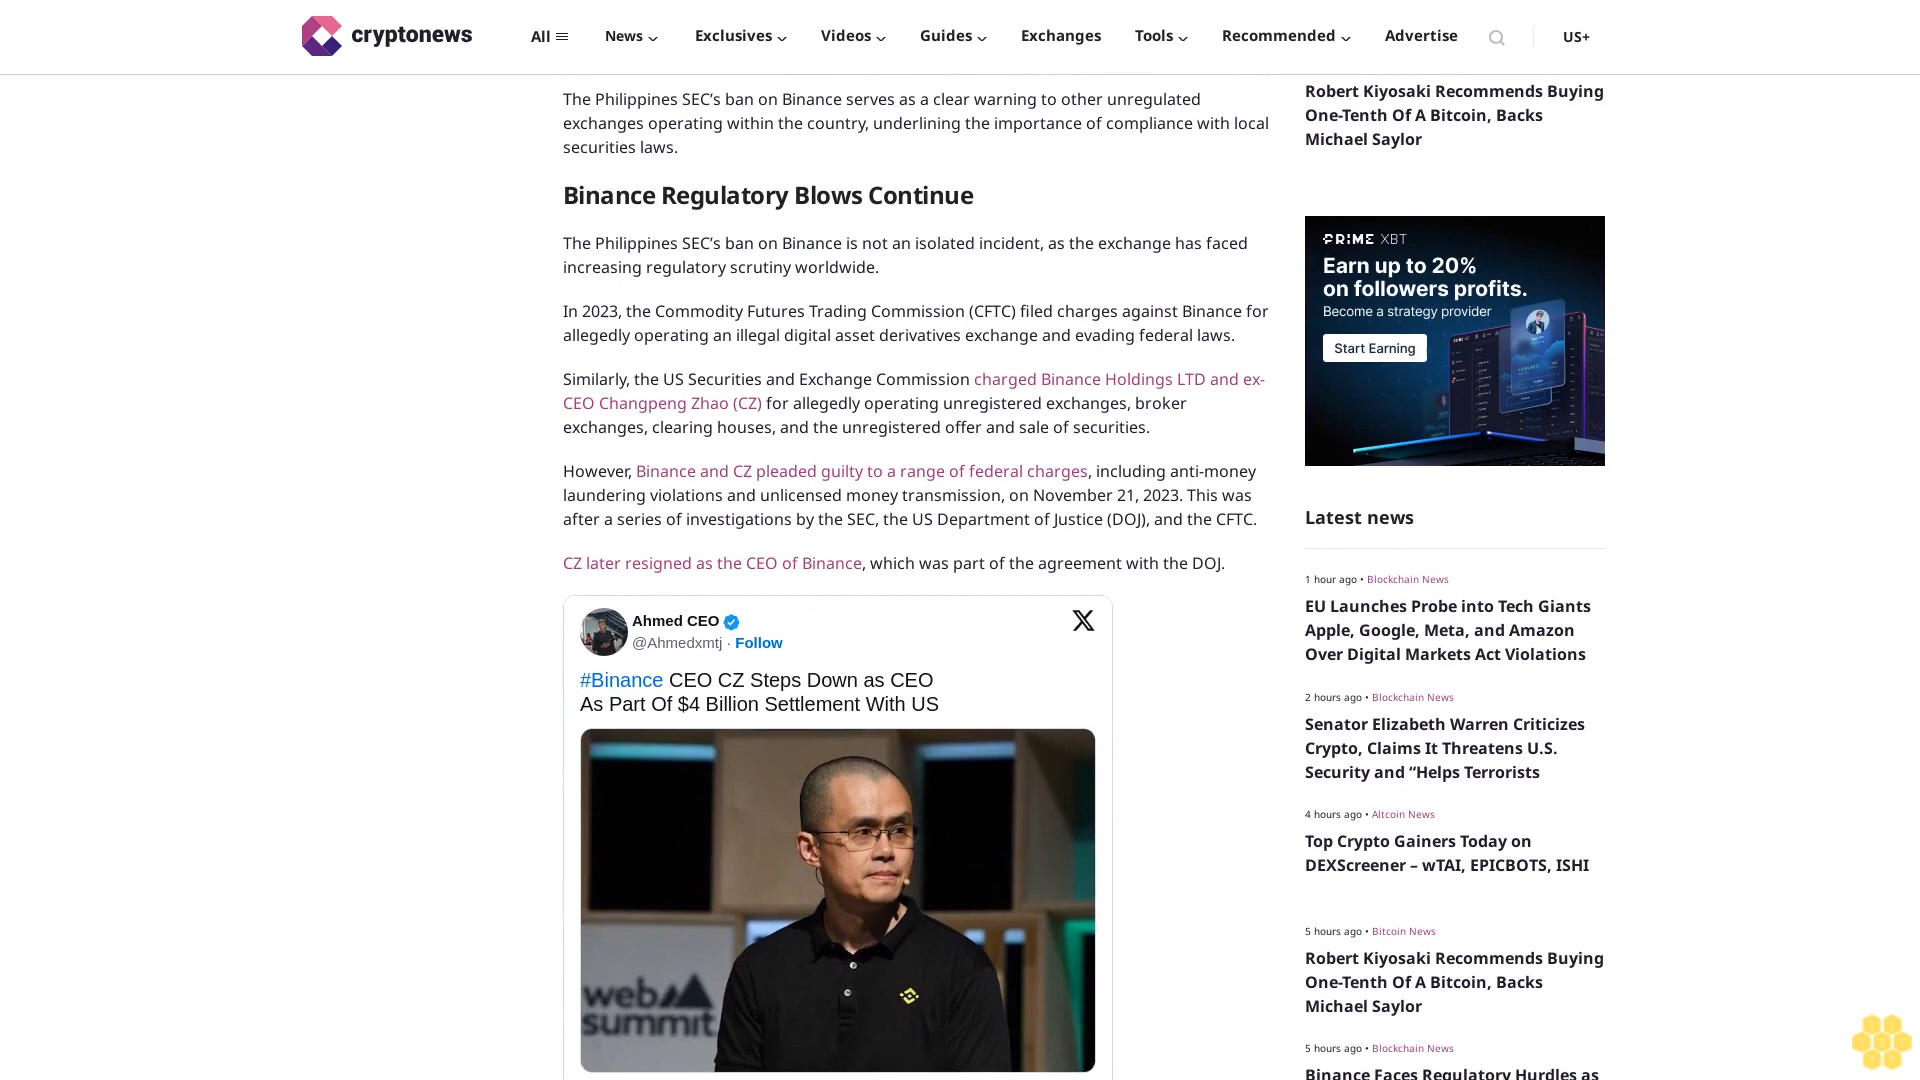 cryptonews
All
News
Exclusives
Videos
Guides
Exchanges
Tools
Recommended
Advertise
US+
The Philippines SEC’s ban on Binance serves as a clear warning to other unregulated
exchanges operating within the country, underlining the importance of compliance with local
securities laws.
Binance Regulatory Blows Continue
The Philippines SEC’s ban on Binance is not an isolated incident, as the exchange has faced
increasing regulatory scrutiny worldwide.
In 2023, the Commodity Futures Trading Commission (CFTC) filed charges against Binance for
allegedly operating an illegal digital asset derivatives exchange and evading federal laws.
Similarly, the US Securities and Exchange Commission charged Binance Holdings LTD and ex-
CEO Changpeng Zhao (CZ) for allegedly operating unregistered exchanges, broker
exchanges, clearing houses, and the unregistered offer and sale of securities.
However, Binance and CZ pleaded guilty to a range of federal charges, including anti-money
laundering violations and unlicensed money transmission, on November 21, 2023. This was
after a series of investigations by the SEC, the US Department of Justice (DOJ), and the CFTC.
CZ later resigned as the CEO of Binance, which was part of the agreement with the DOJ.
Ahmed CEO
@Ahmedxmtj · Follow
#Binance CEO CZ Steps Down as CEO
As Part Of $4 Billion Settlement With US
web
summit
Robert Kiyosaki Recommends Buying
One-Tenth Of A Bitcoin, Backs
Michael Saylor
PRIME XBT
Earn up to 20%
on followers profits.
Become a strategy provider
Start Earning
Latest news
1 hour ago • Blockchain News
EU Launches Probe into Tech Giants
Apple, Google, Meta, and Amazon
Over Digital Markets Act Violations
2 hours ago • Blockchain News
Senator Elizabeth Warren Criticizes
Crypto, Claims It Threatens U.S.
Security and “Helps Terrorists
4 hours ago • Altcoin News
Top Crypto Gainers Today on
DEXScreener – wTAI, EPICBOTS, ISHI
5 hours ago • Bitcoin News
Robert Kiyosaki Recommends Buying
One-Tenth Of A Bitcoin, Backs
Michael Saylor
5 hours ago • Blockchain News
Binance Faces Regulatory Hurdles as